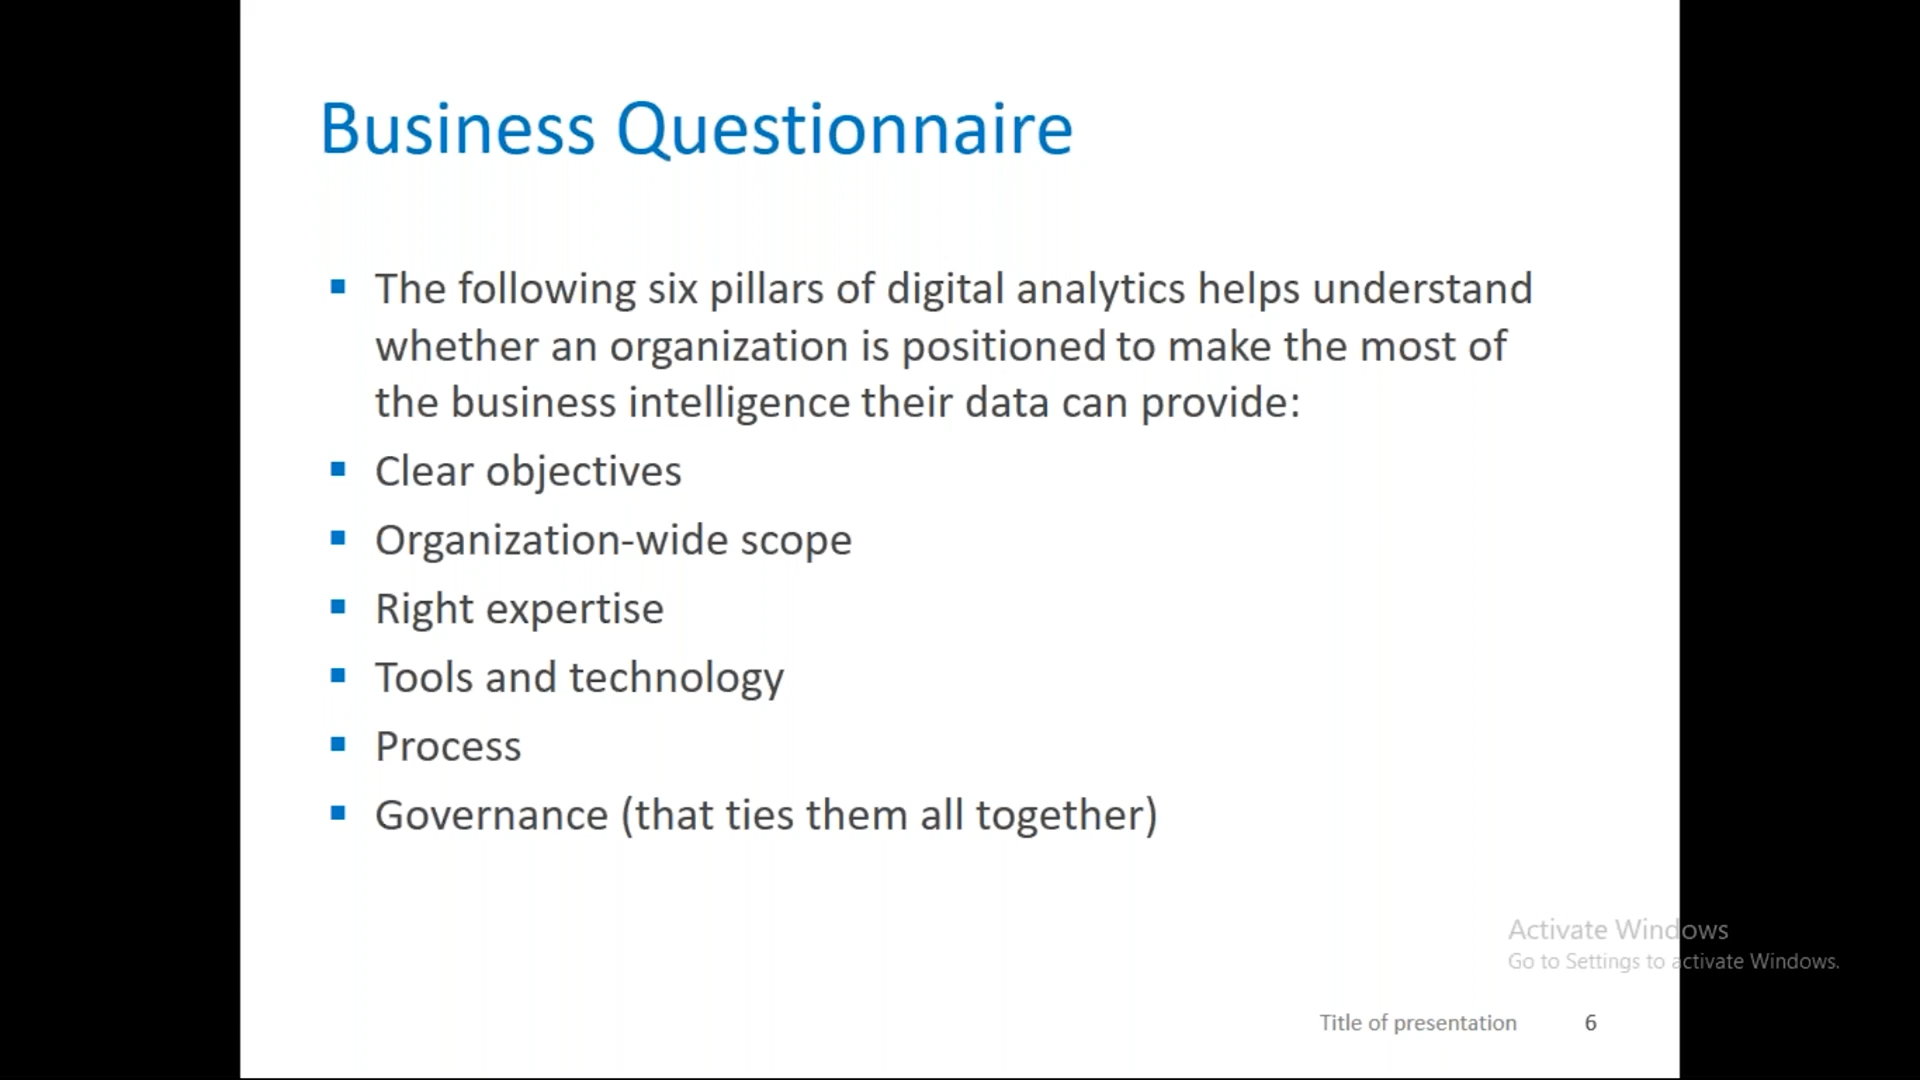 Business Questionnaire
▪ The following six pillars of digital analytics helps understand
whether an organization is positioned to make the most of
the business intelligence their data can provide:
▪ Clear objectives
▪ Organization-wide scope
▪ Right expertise
▪ Tools and technology
▪ Process
▪ Governance (that ties them all together)
Activate Windows
Go to Settings to activate Windows.
Title of presentation 6